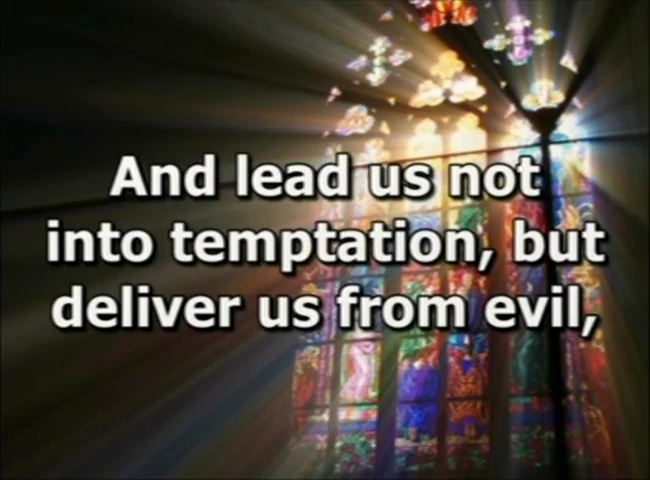 And lead us not
into temptation, but
deliver us from evil,